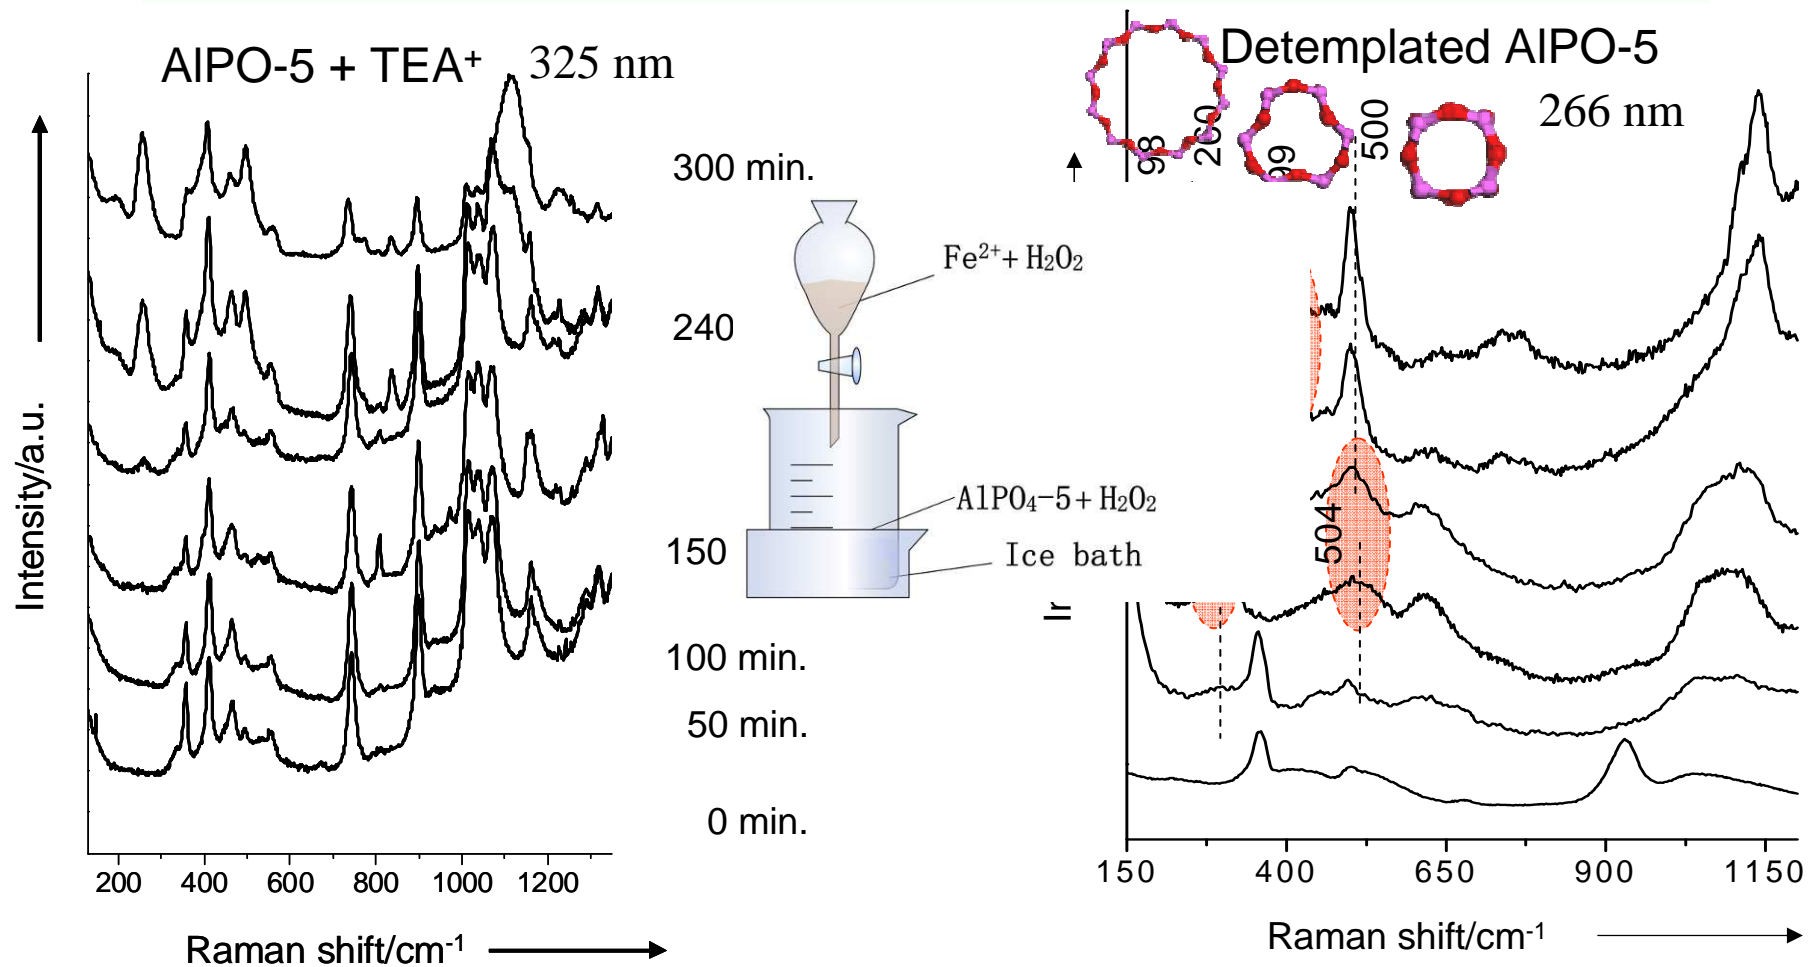 AlPO-5 + TEA⁺ 325 nm
Intensity/a.u.
300 min.
240
150
100 min.
50 min.
0 min.
200 400 600 800 1000 1200
Raman shift/cm⁻¹
Fe²⁺+ H₂O₂
AlPO₄-5 + H₂O₂
Ice bath
Detemplated AlPO-5
266 nm
260
500
504
150 400 650 900 1150
Raman shift/cm⁻¹